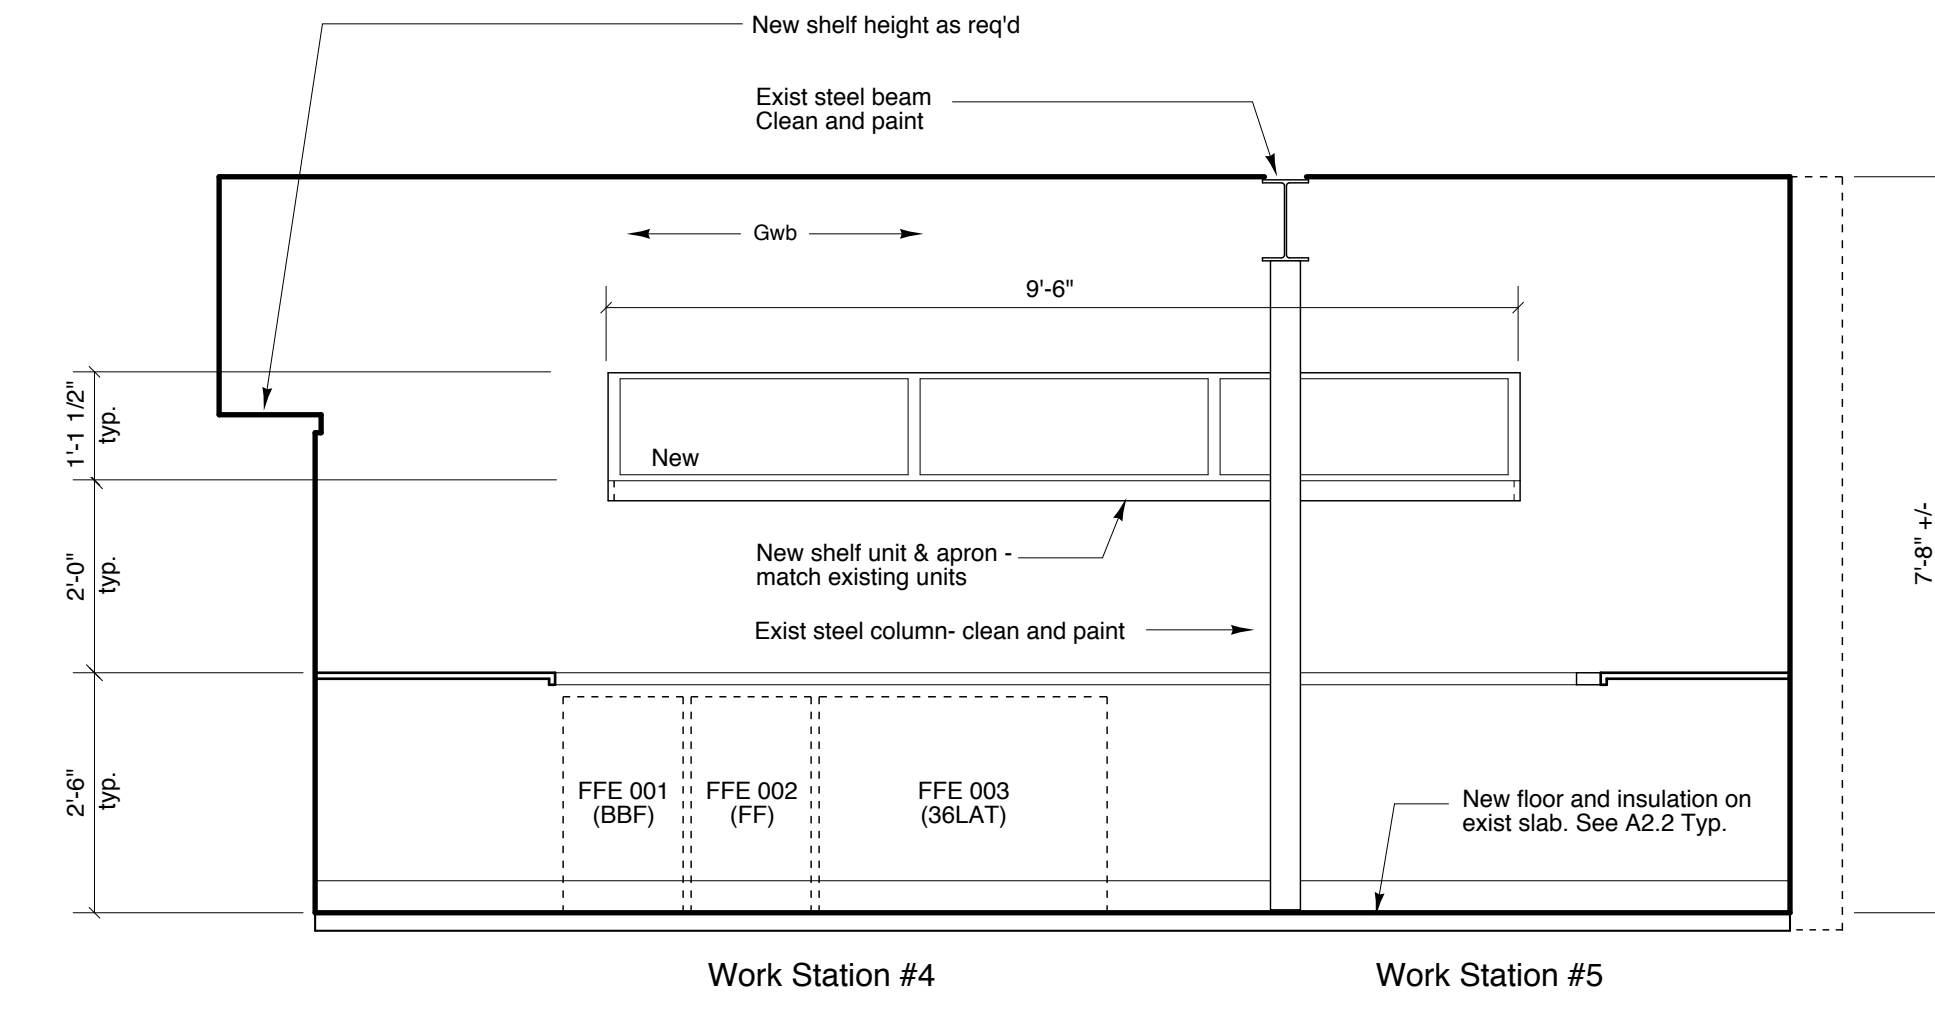 New shelf height as req'd
Exist steel beam
Clean and paint
Gwb
9'-6"
1'-1 1/2"
typ.
New
New shelf unit & apron -
match existing units
2'-0"
typ.
7'-8" +/-
Exist steel column- clean and paint
2'-6"
typ.
FFE 001
(BBF)
FFE 002
(FF)
FFE 003
(36LAT)
New floor and insulation on
exist slab. See A2.2 Typ.
Work Station #4
Work Station #5